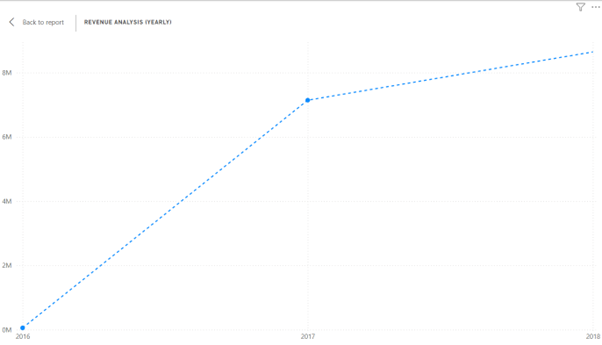 Back to report
REVENUE ANALYSIS (YEARLY)
8M
6M
4M
2M
0M
2016 2017 2018